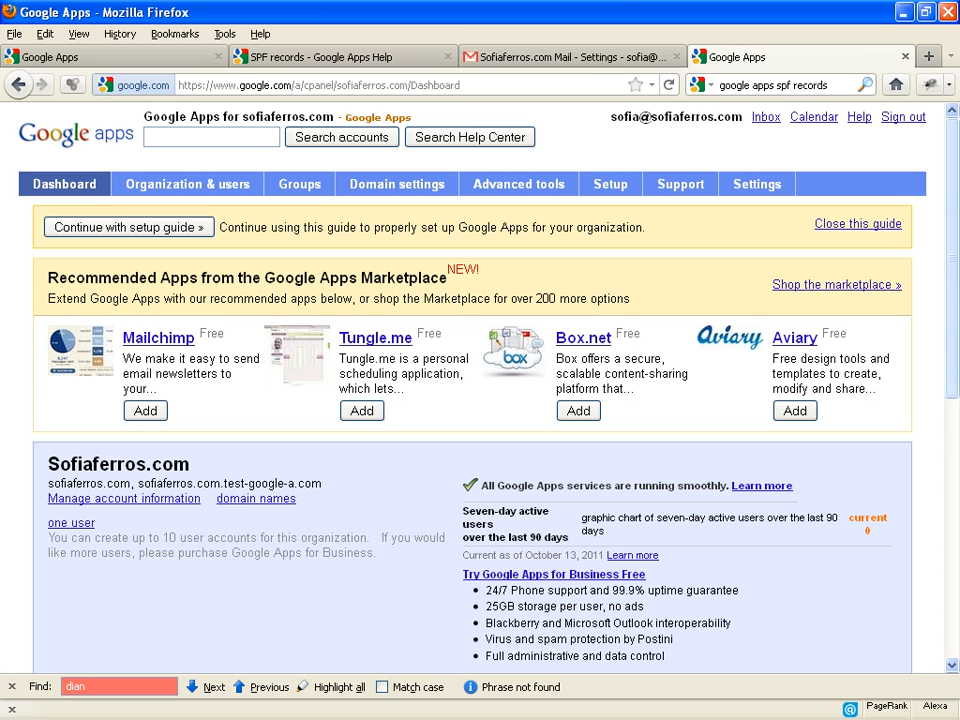 Google Apps - Mozilla Firefox
File Edit View History Bookmarks Tools Help
Google Apps × SPF records - Google Apps Help × Sofiaferros.com Mail - Settings - sofia@... × Google Apps × +
google.com https://www.google.com/a/cpanel/sofiaferros.com/Dashboard google apps spf records
Google Apps for sofiaferros.com - Google Apps sofia@sofiaferros.com Inbox Calendar Help Sign out
Google apps Search accounts Search Help Center
Dashboard Organization & users Groups Domain settings Advanced tools Setup Support Settings
Continue with setup guide » Continue using this guide to properly set up Google Apps for your organization. Close this guide
Recommended Apps from the Google Apps Marketplace NEW!
Extend Google Apps with our recommended apps below, or shop the Marketplace for over 200 more options Shop the marketplace »
Mailchimp Free
We make it easy to send
email newsletters to
your...
Add
Tungle.me Free
Tungle.me is a personal
scheduling application,
which lets...
Add
box
Box.net Free
Box offers a secure,
scalable content-sharing
platform that...
Add
Aviary
Aviary Free
Free design tools and
templates to create,
modify and share...
Add
Sofiaferros.com
sofiaferros.com, sofiaferros.com.test-google-a.com
Manage account information domain names
one user
You can create up to 10 user accounts for this organization. If you would
like more users, please purchase Google Apps for Business.
All Google Apps services are running smoothly. Learn more
Seven-day active
users
over the last 90 days
graphic chart of seven-day active users over the last 90
days
current
0
Current as of October 13, 2011 Learn more
Try Google Apps for Business Free
• 24/7 Phone support and 99.9% uptime guarantee
• 25GB storage per user, no ads
• Blackberry and Microsoft Outlook interoperability
• Virus and spam protection by Postini
• Full administrative and data control
× Find: dian Next Previous Highlight all Match case Phrase not found
× PageRank Alexa